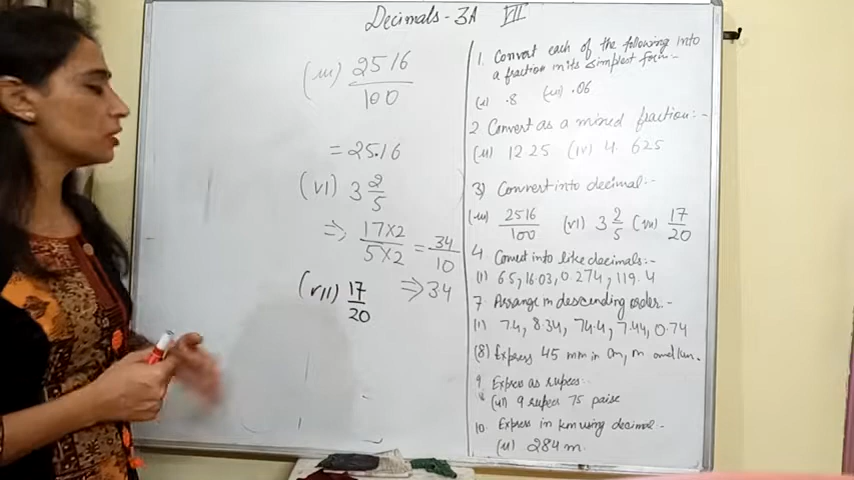 Decimals - 3A VII
(iii) 2516/100
= 25.16
(vi) 3 2/5
⇒ 17×2/5×2 = 34/10
⇒ 34
(vii) 17/20
1. Convert each of the following into
a fraction in its simplest form:-
(i) .8 (iii) .06
2 Convert as a mixed fraction:-
(ii) 12.25 (iv) 4.625
3) Convert into decimal:-
(iii) 2516/100 (vi) 3 2/5 (vii) 17/20
4 Convert into like decimals:-
(i) 6.5, 16.03, 0.274, 119.4
7. Arrange in descending order:-
(i) 7.4, 8.34, 74.4, 7.44, 0.74
(8) Express 45 mm in cm, m and km.
9 Express as rupees:-
(ii) 9 rupees 75 paise
10. Express in km using decimal:-
(ii) 284 m.